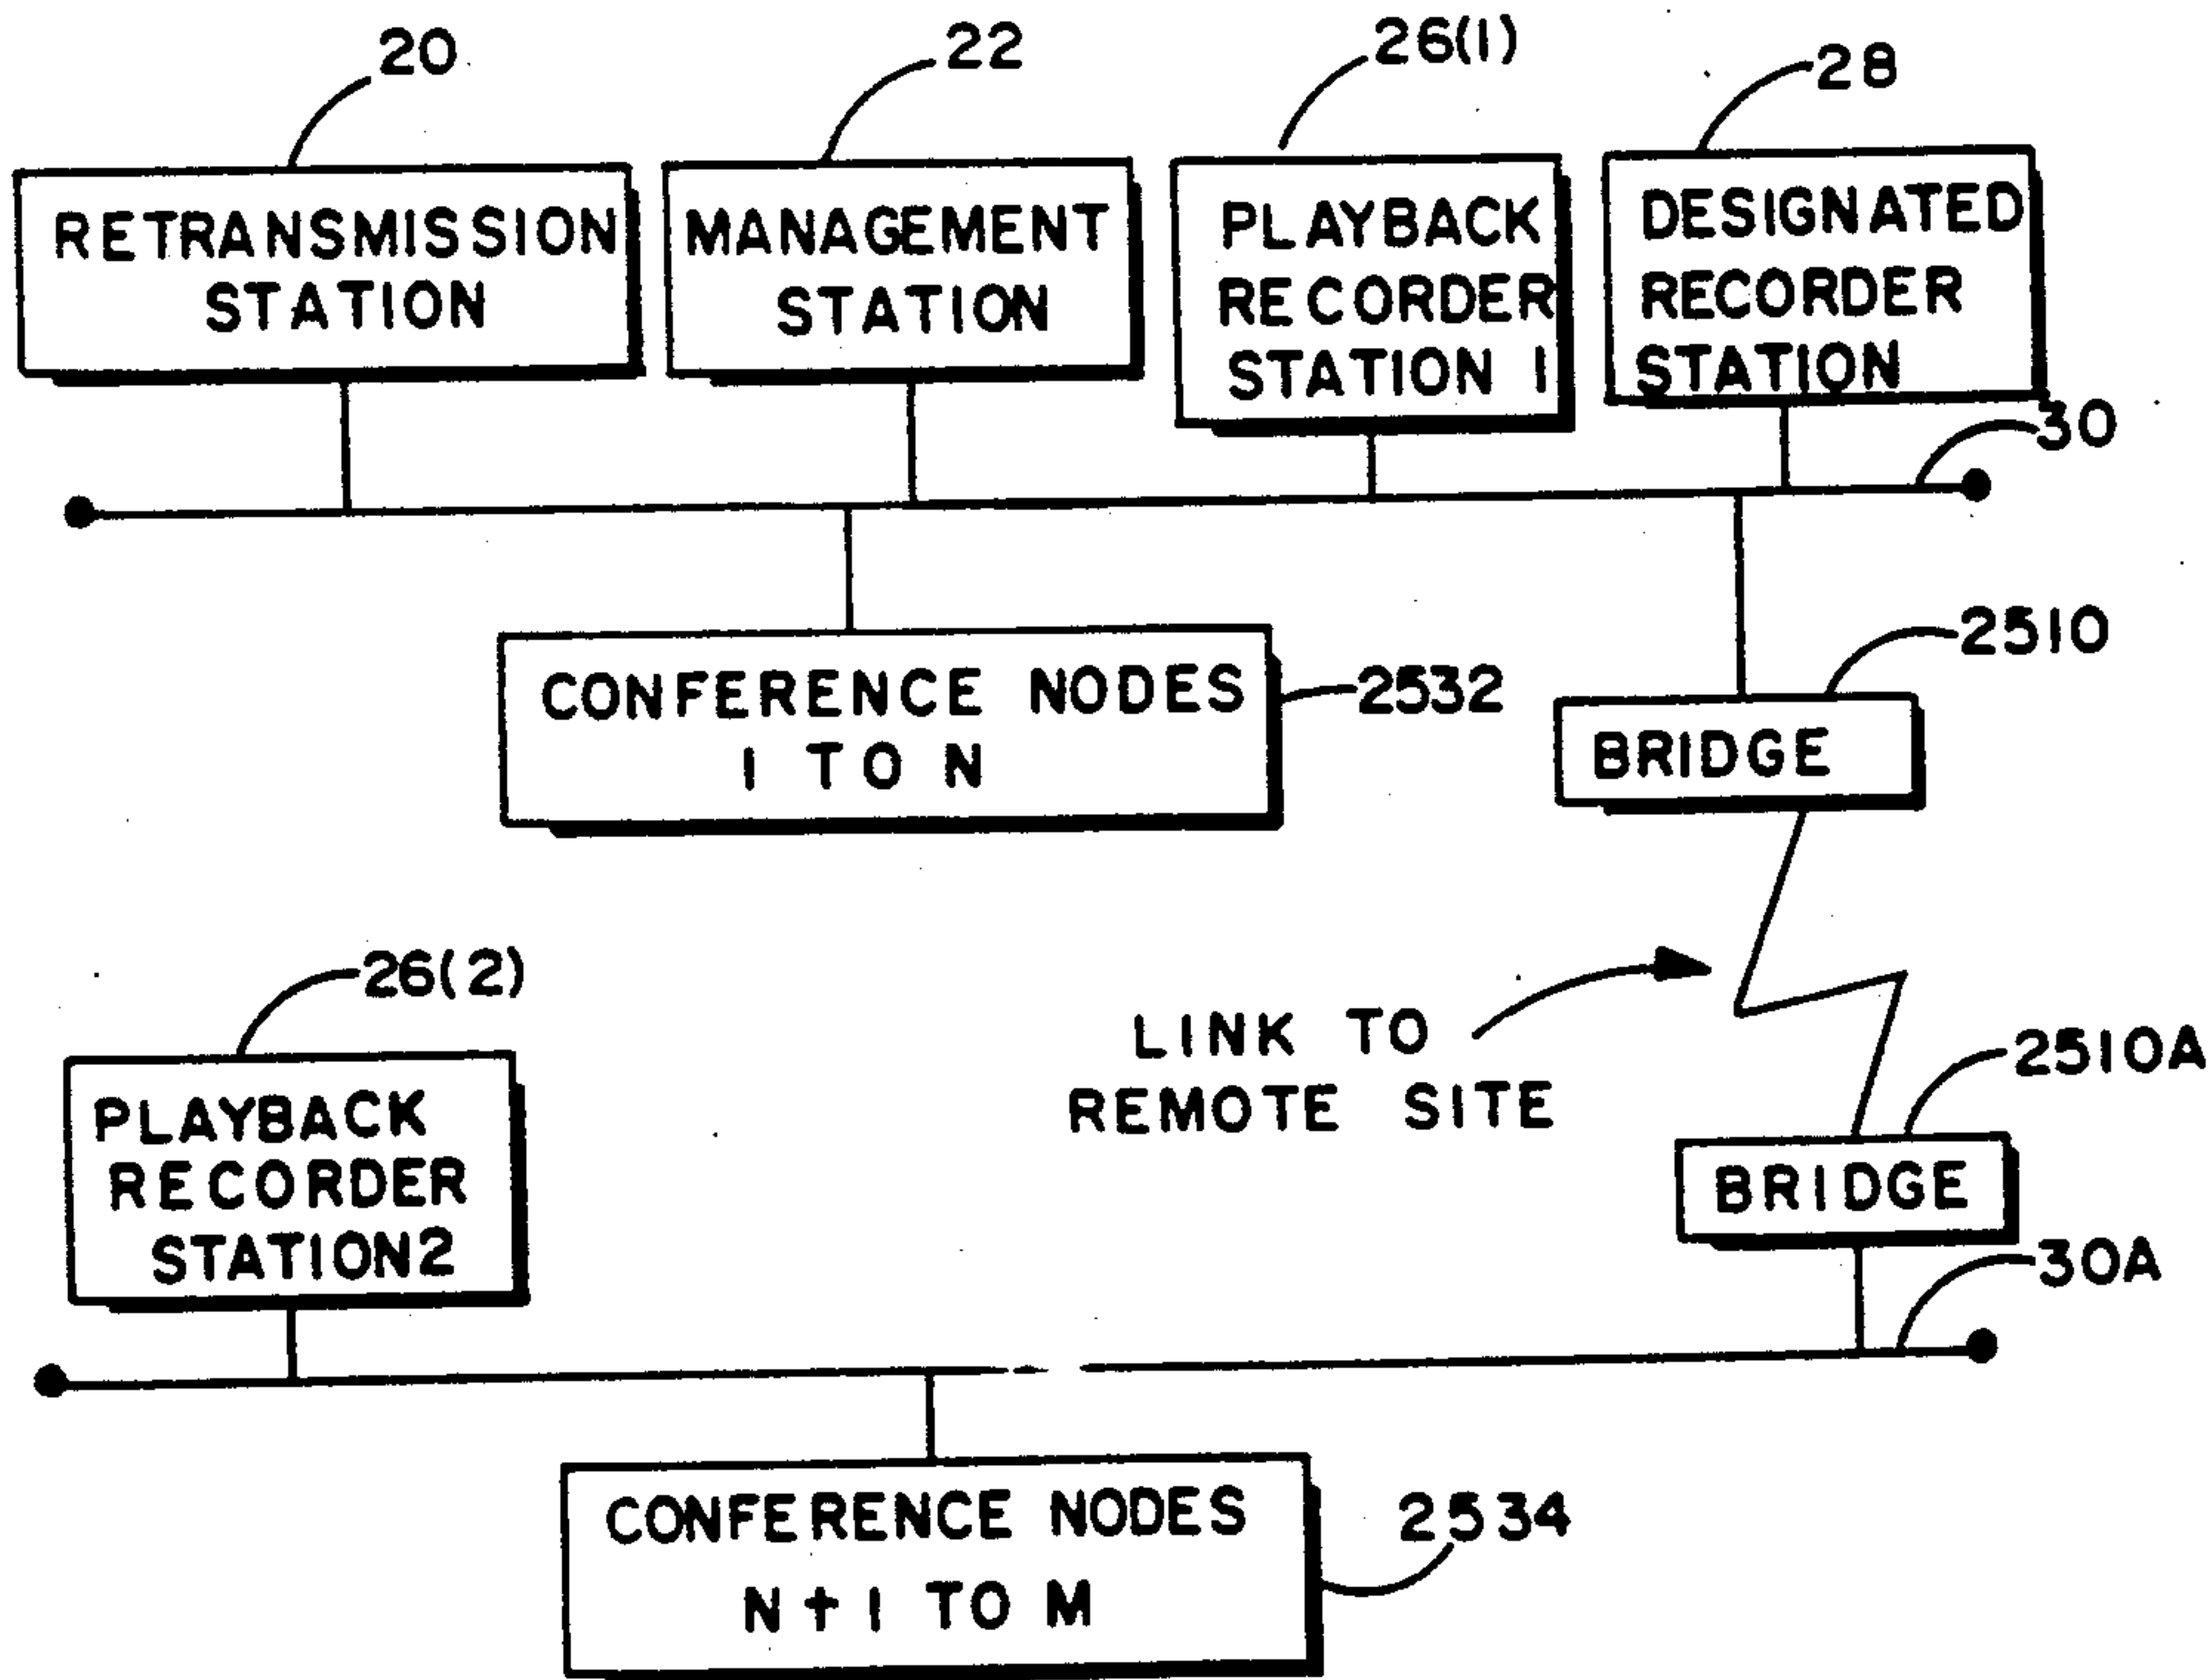 20
22
26(1)
28
RETRANSMISSION
STATION
MANAGEMENT
STATION
PLAYBACK
RECORDER
STATION 1
DESIGNATED
RECORDER
STATION
30
CONFERENCE NODES
1 TO N
2532
2510
BRIDGE
26(2)
LINK TO
REMOTE SITE
2510A
PLAYBACK
RECORDER
STATION2
BRIDGE
30A
CONFERENCE NODES
N+1 TO M
2534